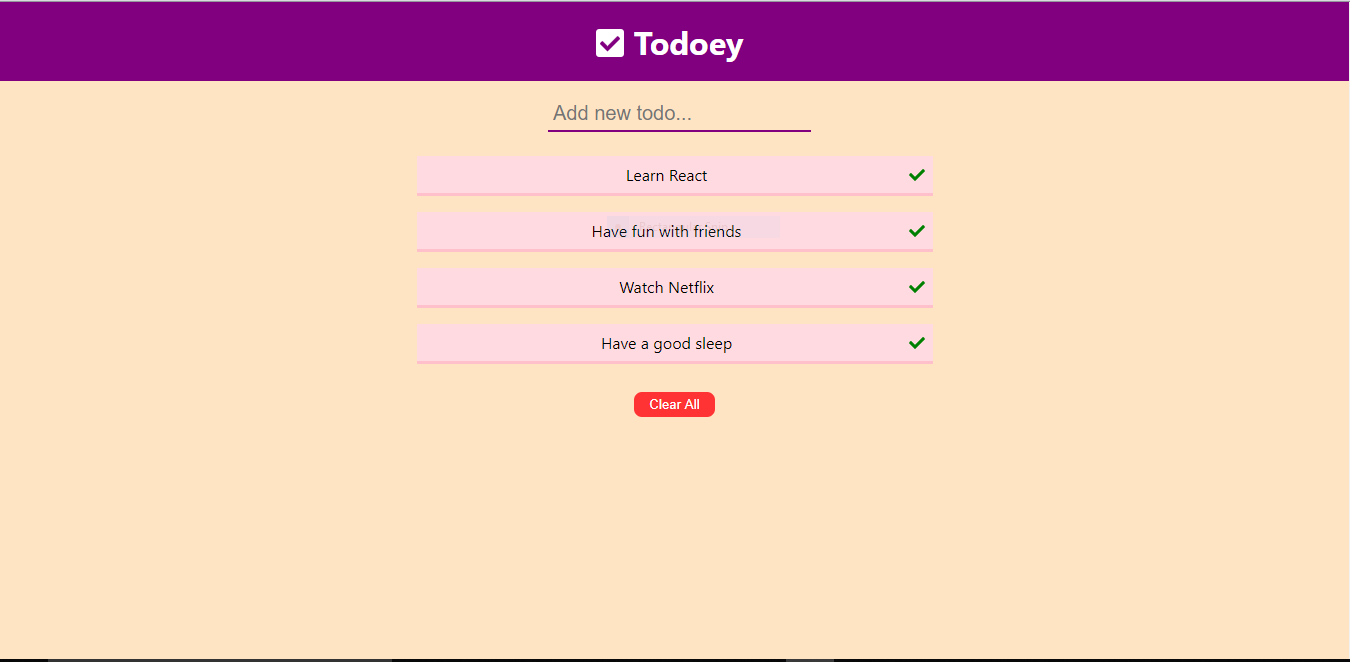 Todoey
Add new todo...
Learn React
Have fun with friends
Watch Netflix
Have a good sleep
Clear All